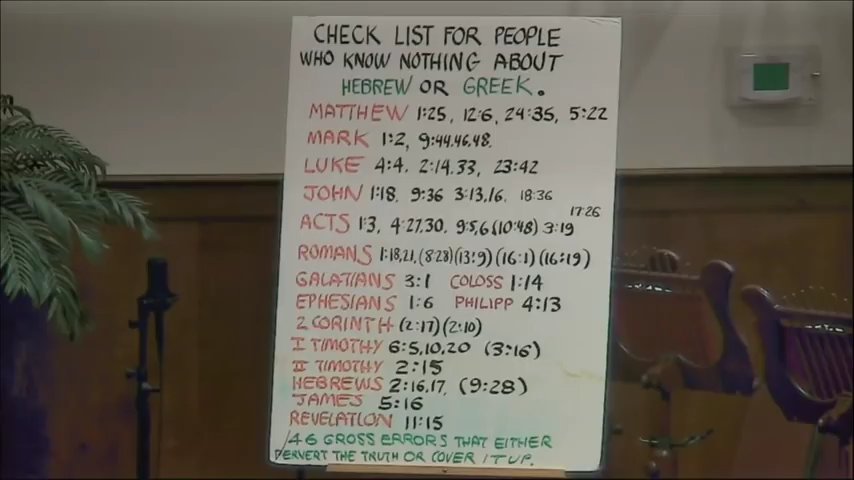 CHECK LIST FOR PEOPLE
WHO KNOW NOTHING ABOUT
HEBREW OR GREEK.
MATTHEW 1:25, 12:6, 24:35, 5:22
MARK 1:2, 9:44.46.48.
LUKE 4:4. 2:14.33, 23:42
JOHN 1:18, 9:36 3:13,16, 18:36
17:26
ACTS 1:3, 4:27,30, 9:5,6 (10:48) 3:19
ROMANS 1:18,21,(8:28)(13:9)(16:1)(16:19)
GALATIANS 3:1 COLOSS 1:14
EPHESIANS 1:6 PHILIPP 4:13
2 CORINTH (2:17)(2:10)
I TIMOTHY 6:5,10,20 (3:16)
II TIMOTHY 2:15
HEBREWS 2:16,17, (9:28)
JAMES 5:16
REVELATION 11:15
46 GROSS ERRORS THAT EITHER
PERVERT THE TRUTH OR COVER IT UP.